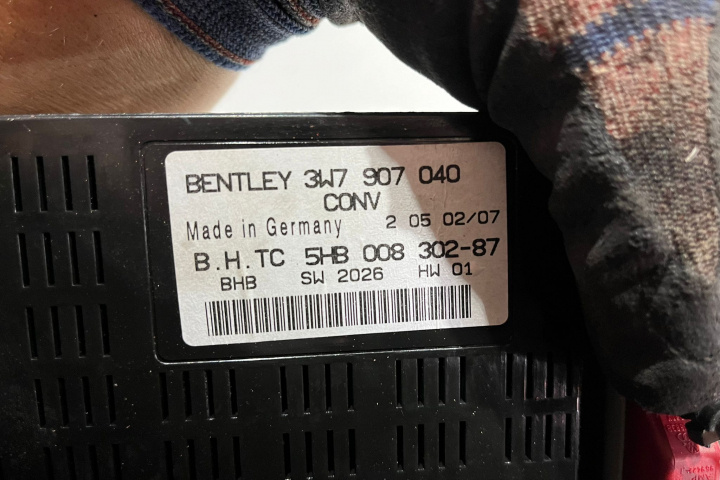 BENTLEY 3W7 907 040
CONV
Made in Germany 2 05 02/07
B.H.TC 5HB 008 302-87
BHB SW 2026 HW 01